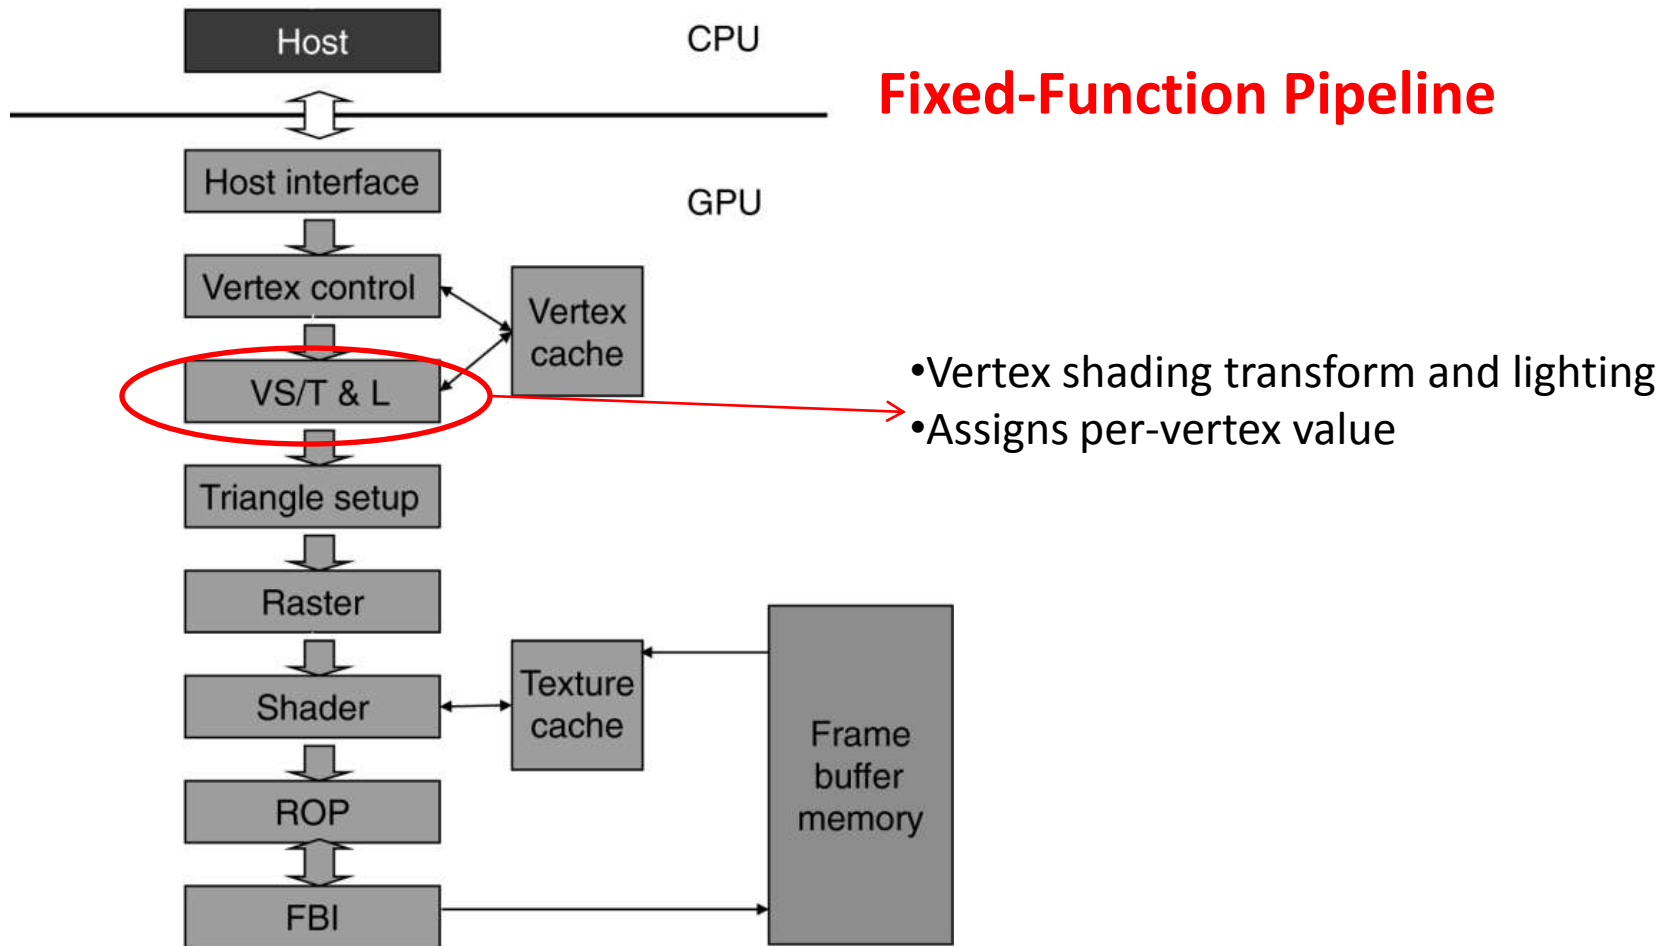 Host
CPU
Fixed-Function Pipeline
Host interface
GPU
Vertex control
Vertex
cache
VS/T & L
•Vertex shading transform and lighting
•Assigns per-vertex value
Triangle setup
Raster
Shader
Texture
cache
Frame
buffer
memory
ROP
FBI